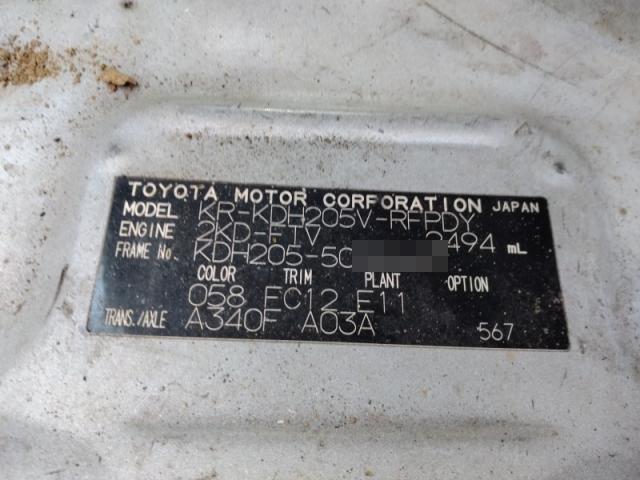 TOYOTA MOTOR CORPORATION JAPAN
MODEL KR-KDH205V-RFPDY
ENGINE 2KD-FTV 2494 mL
FRAME No. KDH205-50
COLOR TRIM PLANT OPTION
058 FC12 E11
TRANS./AXLE A340F A03A 567